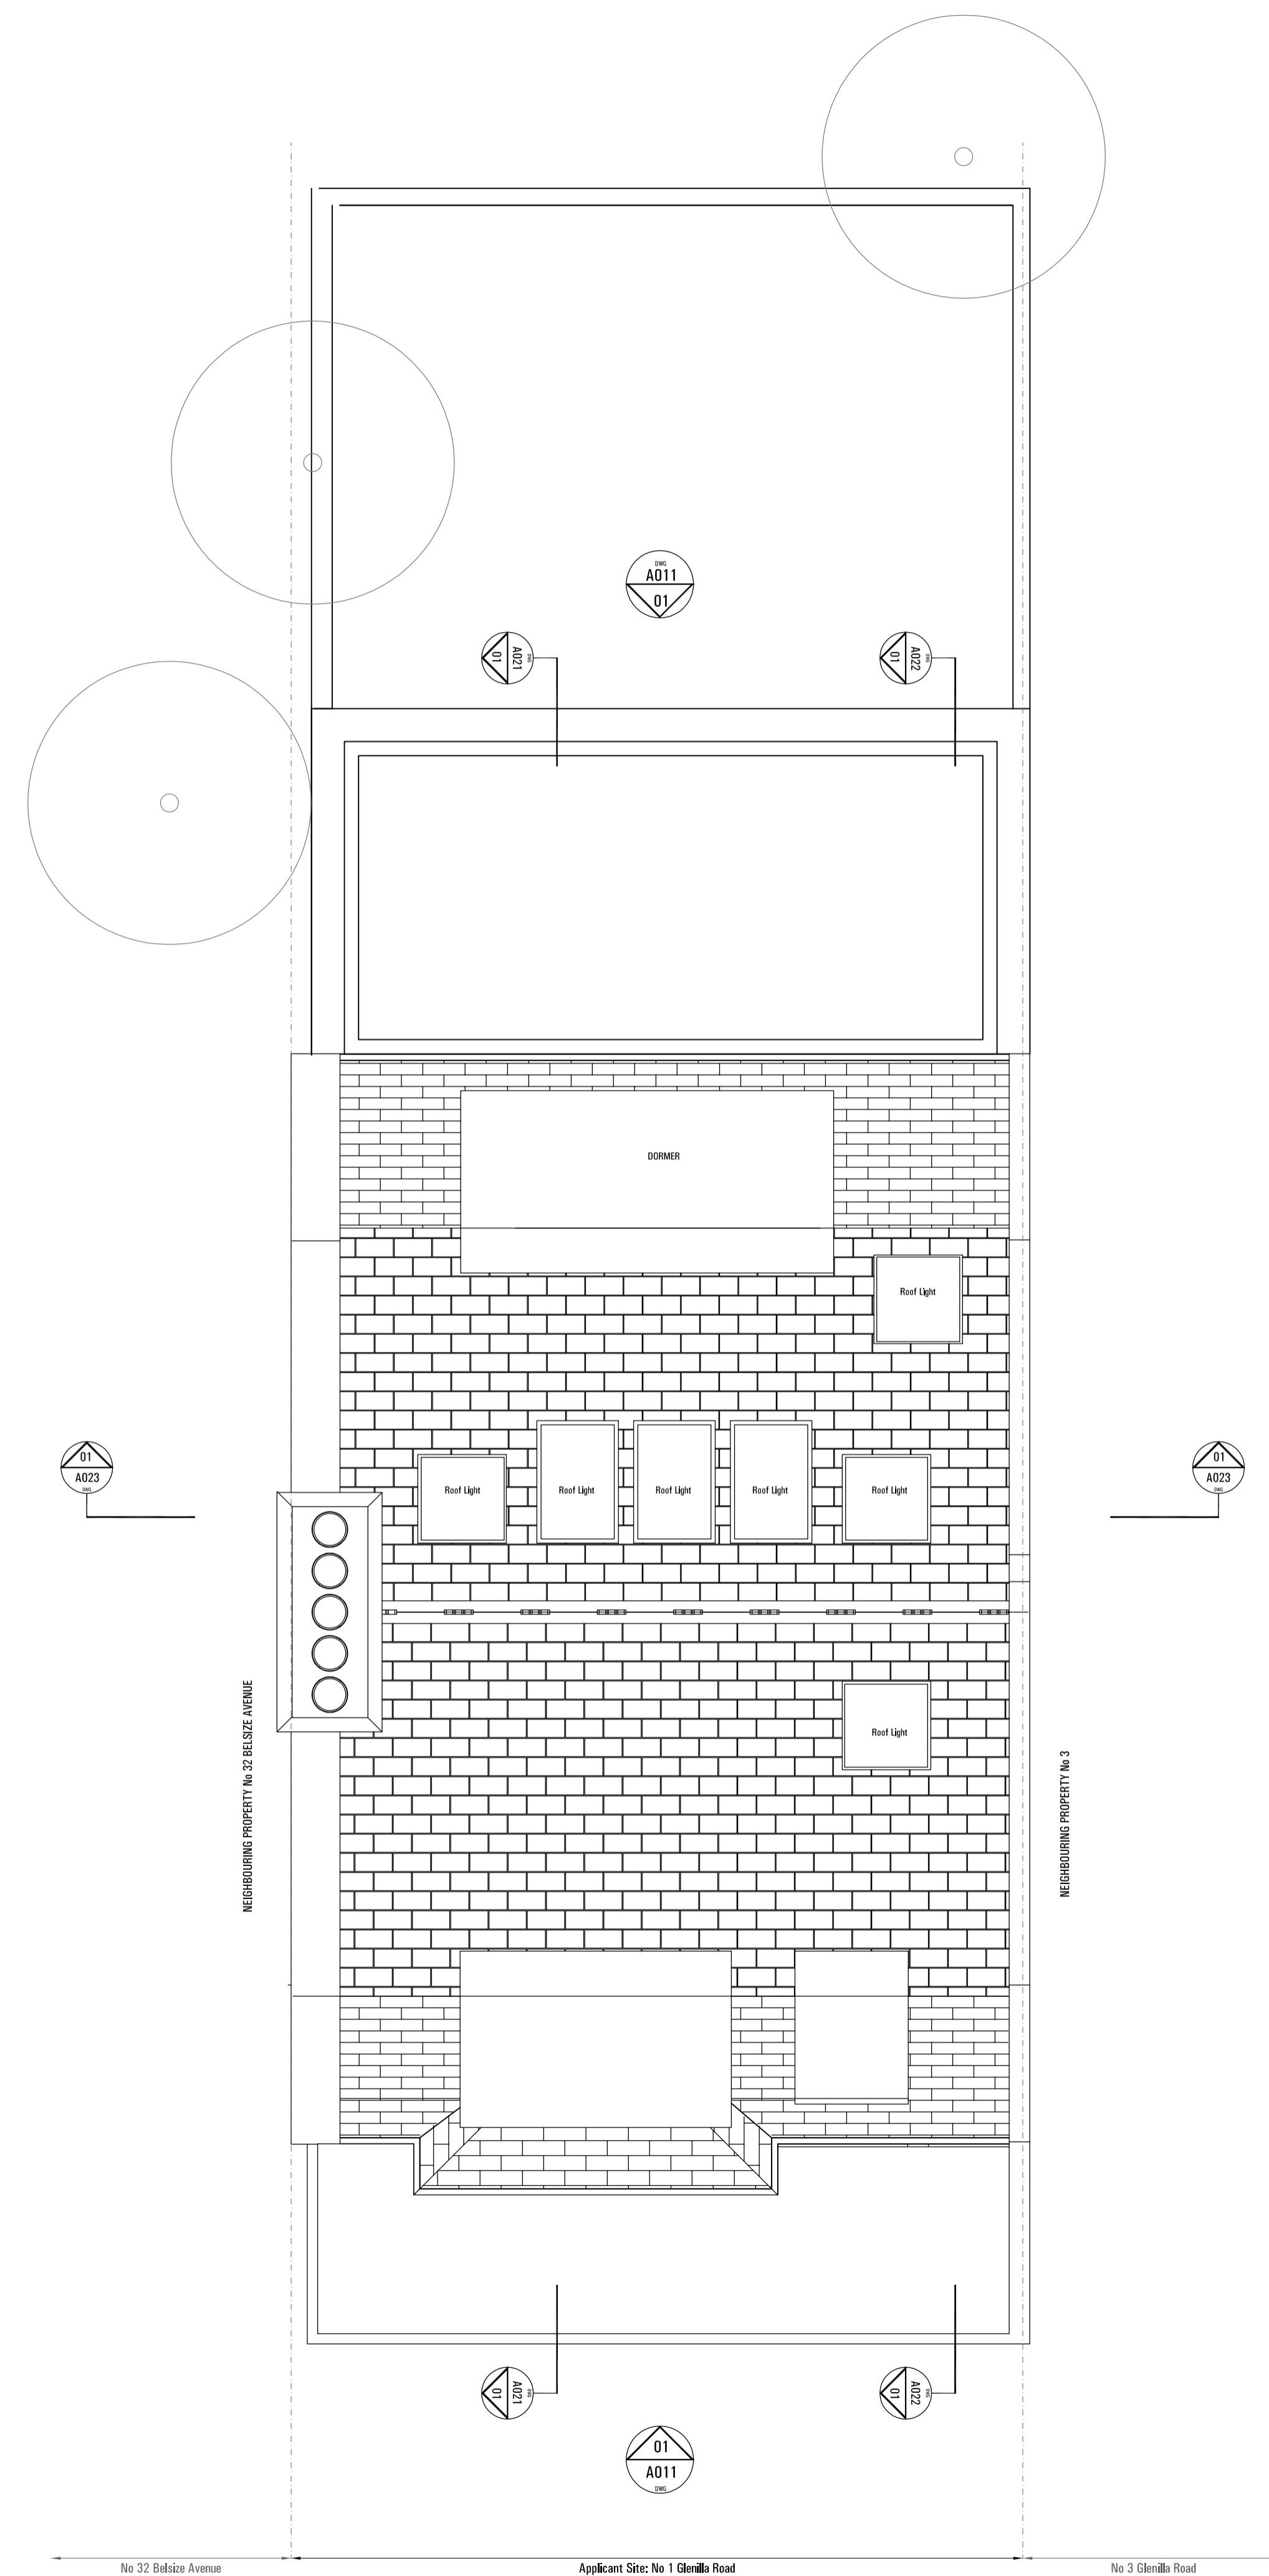 DWG
A011
01
A021
01
DWG
A022
01
DWG
DORMER
Roof Light
01
A023
DWG
01
A023
DWG
Roof Light
Roof Light
Roof Light
Roof Light
Roof Light
Roof Light
NEIGHBOURING PROPERTY No 32 BELSIZE AVENUE
NEIGHBOURING PROPERTY No 3
A021
01
DWG
A022
01
DWG
01
A011
DWG
No 32 Belsize Avenue
Applicant Site: No 1 Glenilla Road
No 3 Glenilla Road